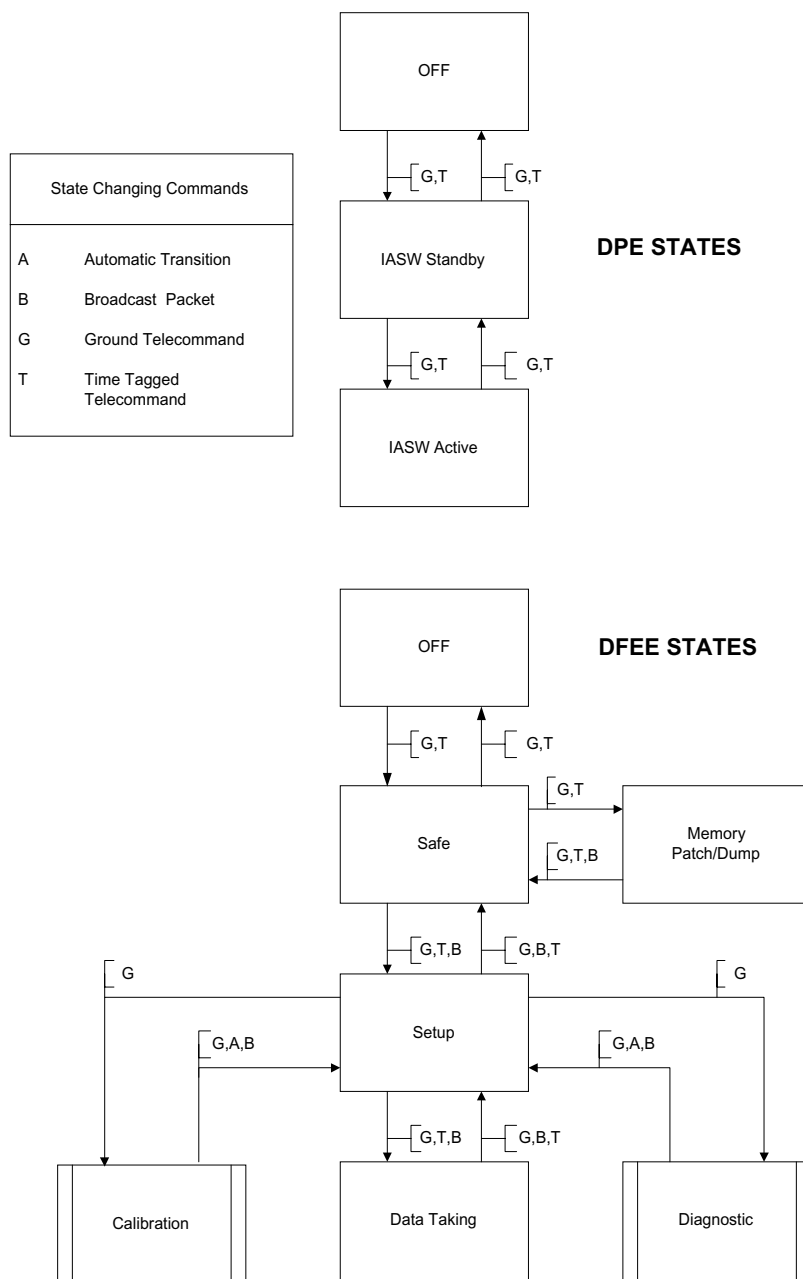 OFF
G,T
G,T
State Changing Commands
A Automatic Transition
B Broadcast Packet
G Ground Telecommand
T Time Tagged
Telecommand
IASW Standby
DPE STATES
G,T
G,T
IASW Active
OFF
DFEE STATES
G,T
G,T
G,T
Safe
Memory
Patch/Dump
G,T,B
G,T,B
G,B,T
G
G
Setup
G,A,B
G,A,B
G,T,B
G,B,T
Calibration
Data Taking
Diagnostic